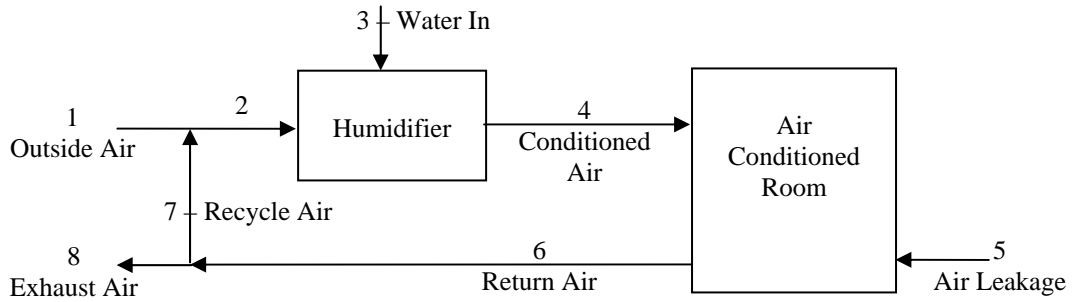 3 – Water In
1
Outside Air
2
Humidifier
4
Conditioned
Air
Air
Conditioned
Room
7 – Recycle Air
8
Exhaust Air
6
Return Air
5
Air Leakage